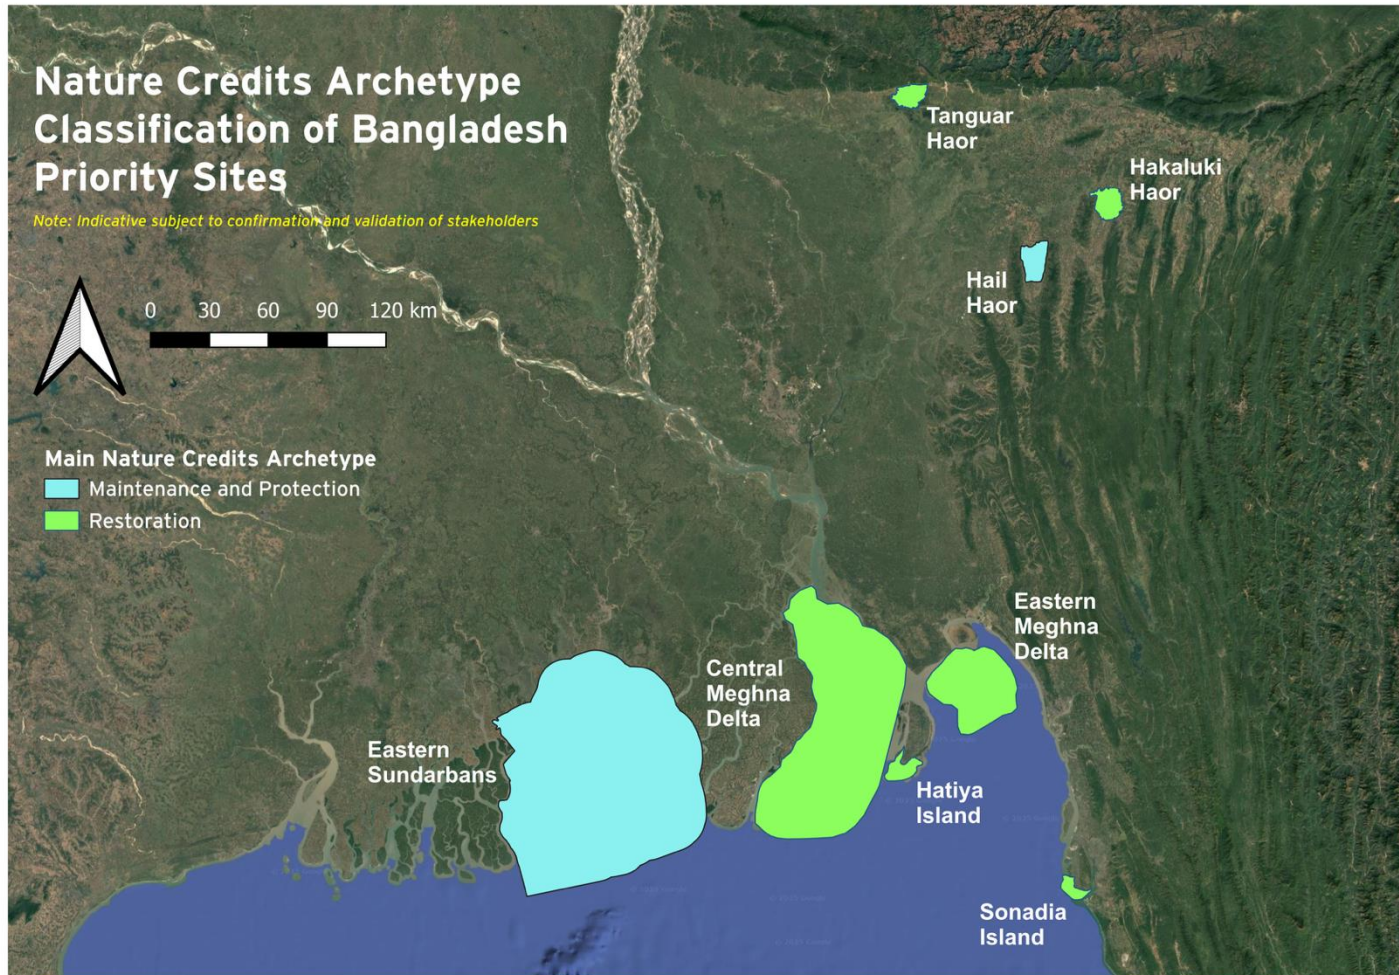 Nature Credits Archetype
Classification of Bangladesh
Priority Sites
Note: Indicative subject to confirmation and validation of stakeholders
0 30 60 90 120 km
Main Nature Credits Archetype
Maintenance and Protection
Restoration
Tanguar
Haor
Hakaluki
Haor
Hail
Haor
Eastern
Meghna
Delta
Central
Meghna
Delta
Eastern
Sundarbans
Hatiya
Island
Sonadia
Island